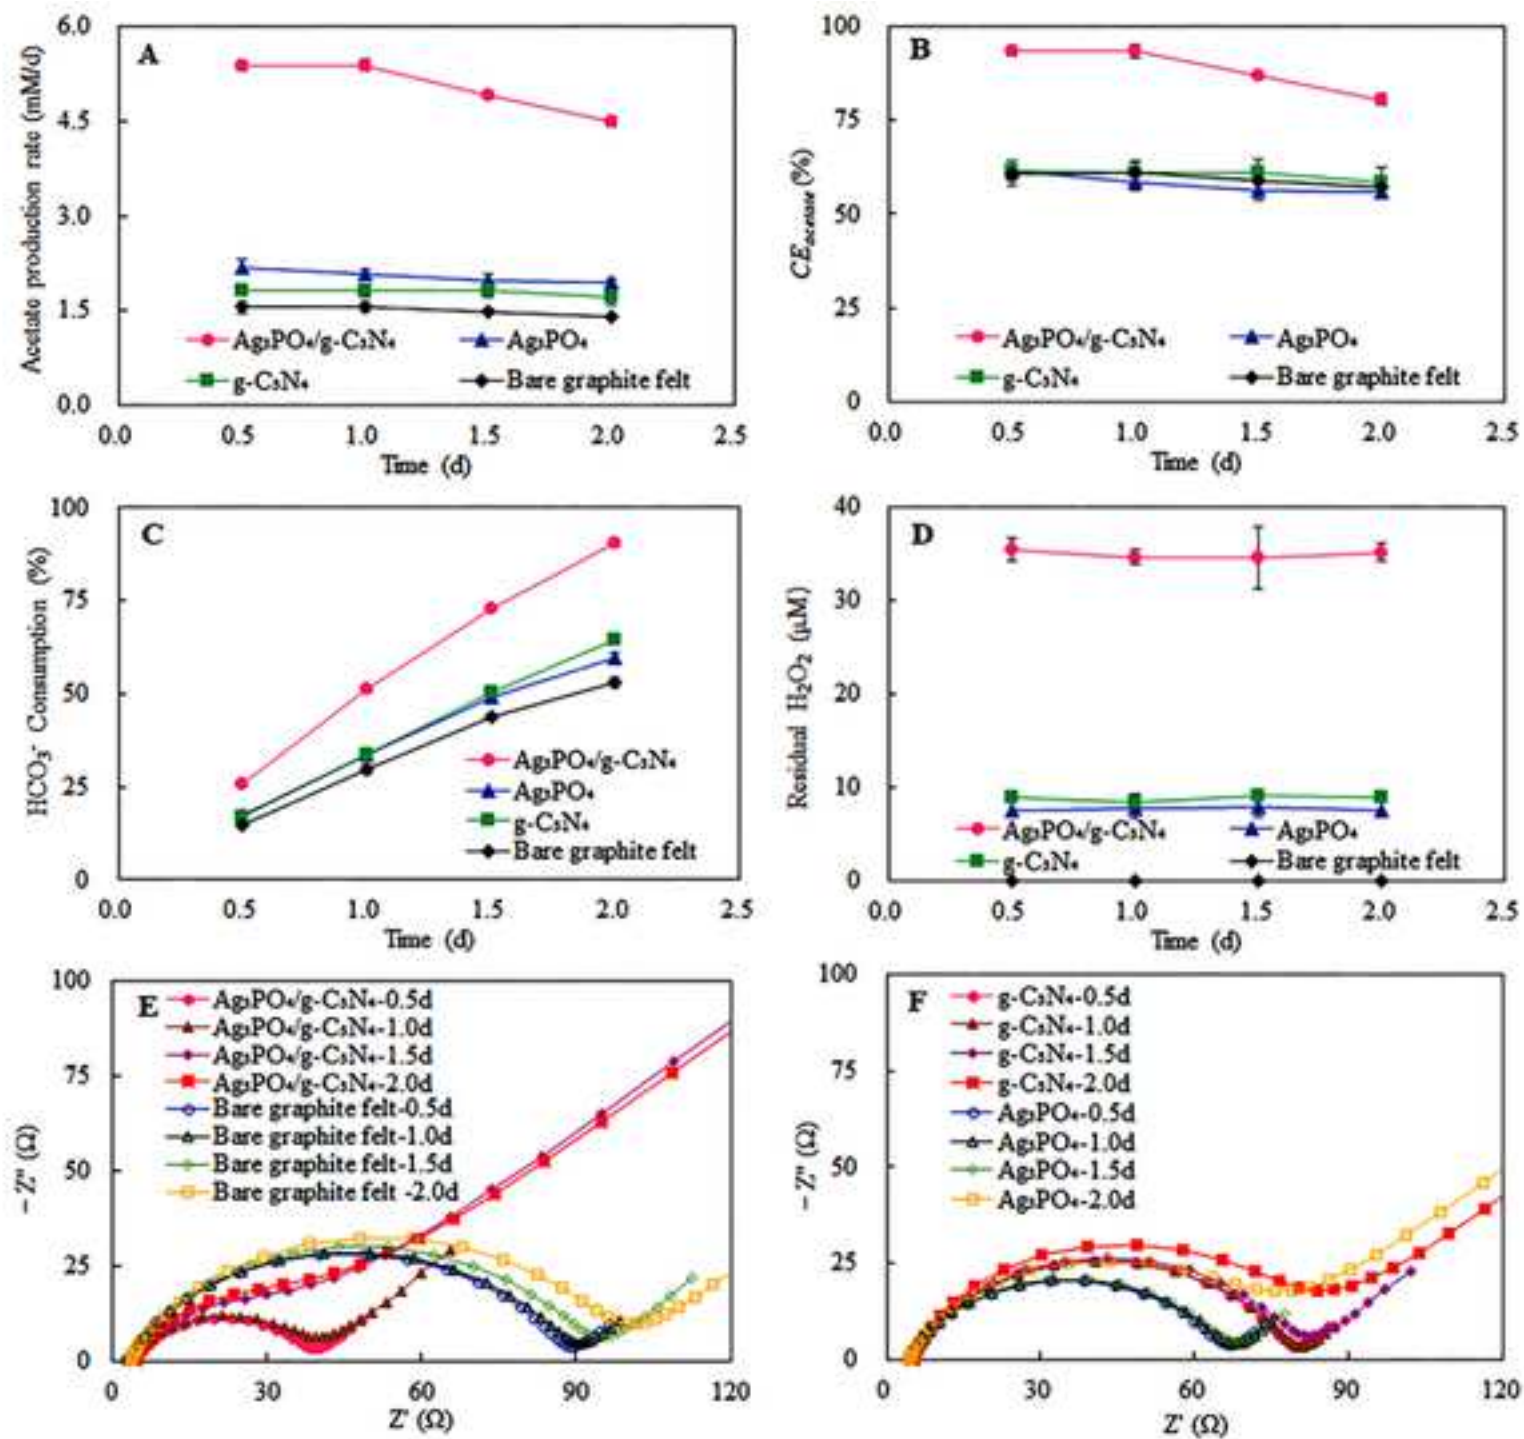 A
Acetate production rate (mM/d)
6.0
4.5
3.0
1.5
0.0
Ag₃PO₄/g-C₃N₄
Ag₃PO₄
g-C₃N₄
Bare graphite felt
0.0 0.5 1.0 1.5 2.0 2.5
Time (d)
B
CEacetate (%)
100
75
50
25
0
Ag₃PO₄/g-C₃N₄
Ag₃PO₄
g-C₃N₄
Bare graphite felt
0.0 0.5 1.0 1.5 2.0 2.5
Time (d)
C
HCO₃⁻ Consumption (%)
100
75
50
25
0
Ag₃PO₄/g-C₃N₄
Ag₃PO₄
g-C₃N₄
Bare graphite felt
0.0 0.5 1.0 1.5 2.0 2.5
Time (d)
D
Residual H₂O₂ (µM)
40
30
20
10
0
Ag₃PO₄/g-C₃N₄
Ag₃PO₄
g-C₃N₄
Bare graphite felt
0.0 0.5 1.0 1.5 2.0 2.5
Time (d)
E
– Z'' (Ω)
100
75
50
25
0
Ag₃PO₄/g-C₃N₄-0.5d
Ag₃PO₄/g-C₃N₄-1.0d
Ag₃PO₄/g-C₃N₄-1.5d
Ag₃PO₄/g-C₃N₄-2.0d
Bare graphite felt-0.5d
Bare graphite felt-1.0d
Bare graphite felt-1.5d
Bare graphite felt -2.0d
0 30 60 90 120
Z' (Ω)
F
– Z'' (Ω)
100
75
50
25
0
g-C₃N₄-0.5d
g-C₃N₄-1.0d
g-C₃N₄-1.5d
g-C₃N₄-2.0d
Ag₃PO₄-0.5d
Ag₃PO₄-1.0d
Ag₃PO₄-1.5d
Ag₃PO₄-2.0d
0 30 60 90 120
Z' (Ω)